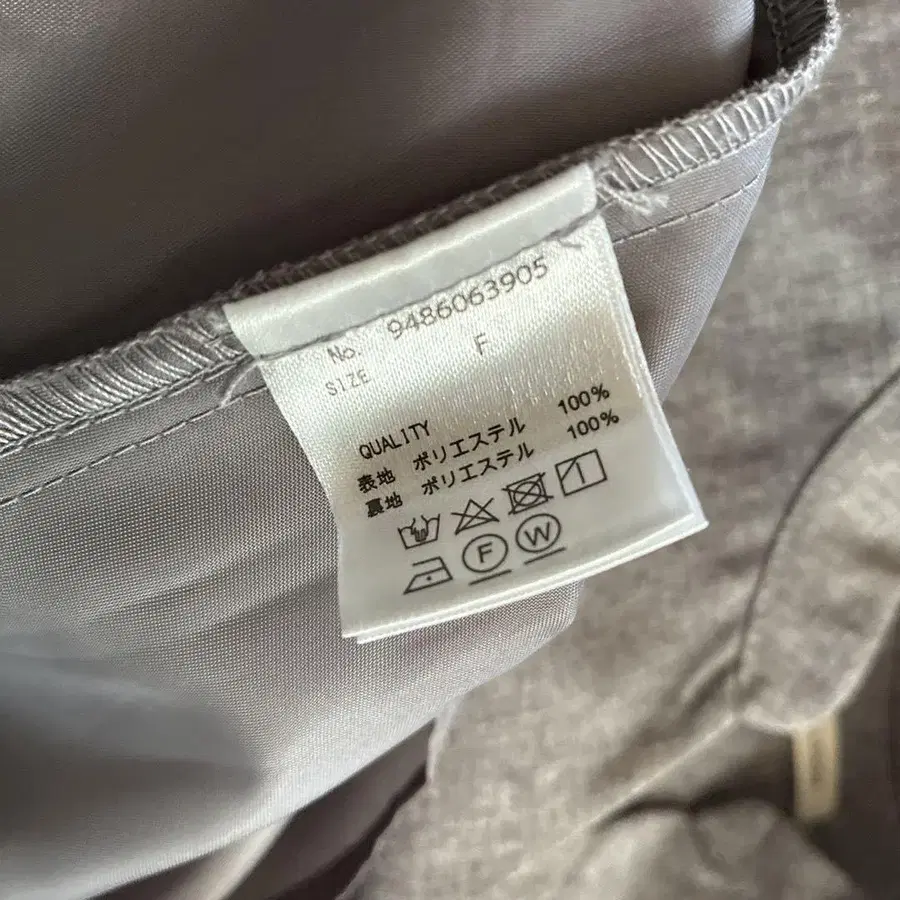 No. 9486063905
SIZE F
QUALITY
表地 ポリエステル 100%
裏地 ポリエステル 100%
F W